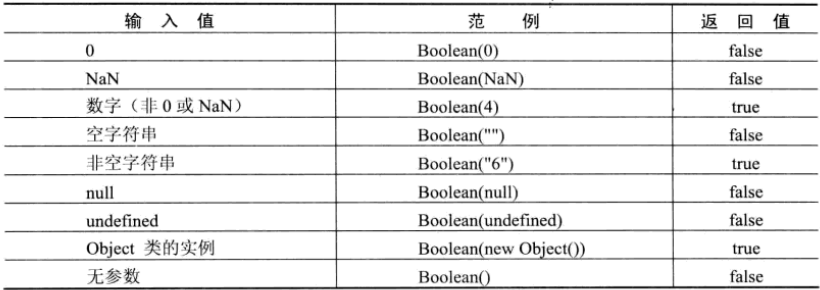 输 入 值 范 例 返 回 值
0 Boolean(0) false
NaN Boolean(NaN) false
数字（非 0 或 NaN） Boolean(4) true
空字符串 Boolean("") false
非空字符串 Boolean("6") true
null Boolean(null) false
undefined Boolean(undefined) false
Object 类的实例 Boolean(new Object()) true
无参数 Boolean() false